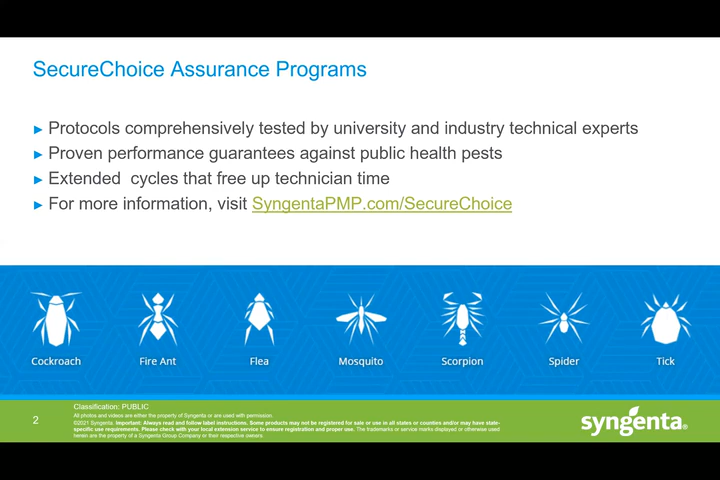 SecureChoice Assurance Programs
► Protocols comprehensively tested by university and industry technical experts
► Proven performance guarantees against public health pests
► Extended  cycles that free up technician time
► For more information, visit SyngentaPMP.com/SecureChoice
Cockroach
Fire Ant
Flea
Mosquito
Scorpion
Spider
Tick
2
Classification: PUBLIC
All photos and videos are either the property of Syngenta or are used with permission.
©2021 Syngenta. Important: Always read and follow label instructions. Some products may not be registered for sale or use in all states or counties and/or may have state-
specific use requirements. Please check with your local extension service to ensure registration and proper use. The trademarks or service marks displayed or otherwise used
herein are the property of a Syngenta Group Company or their respective owners.
syngenta®